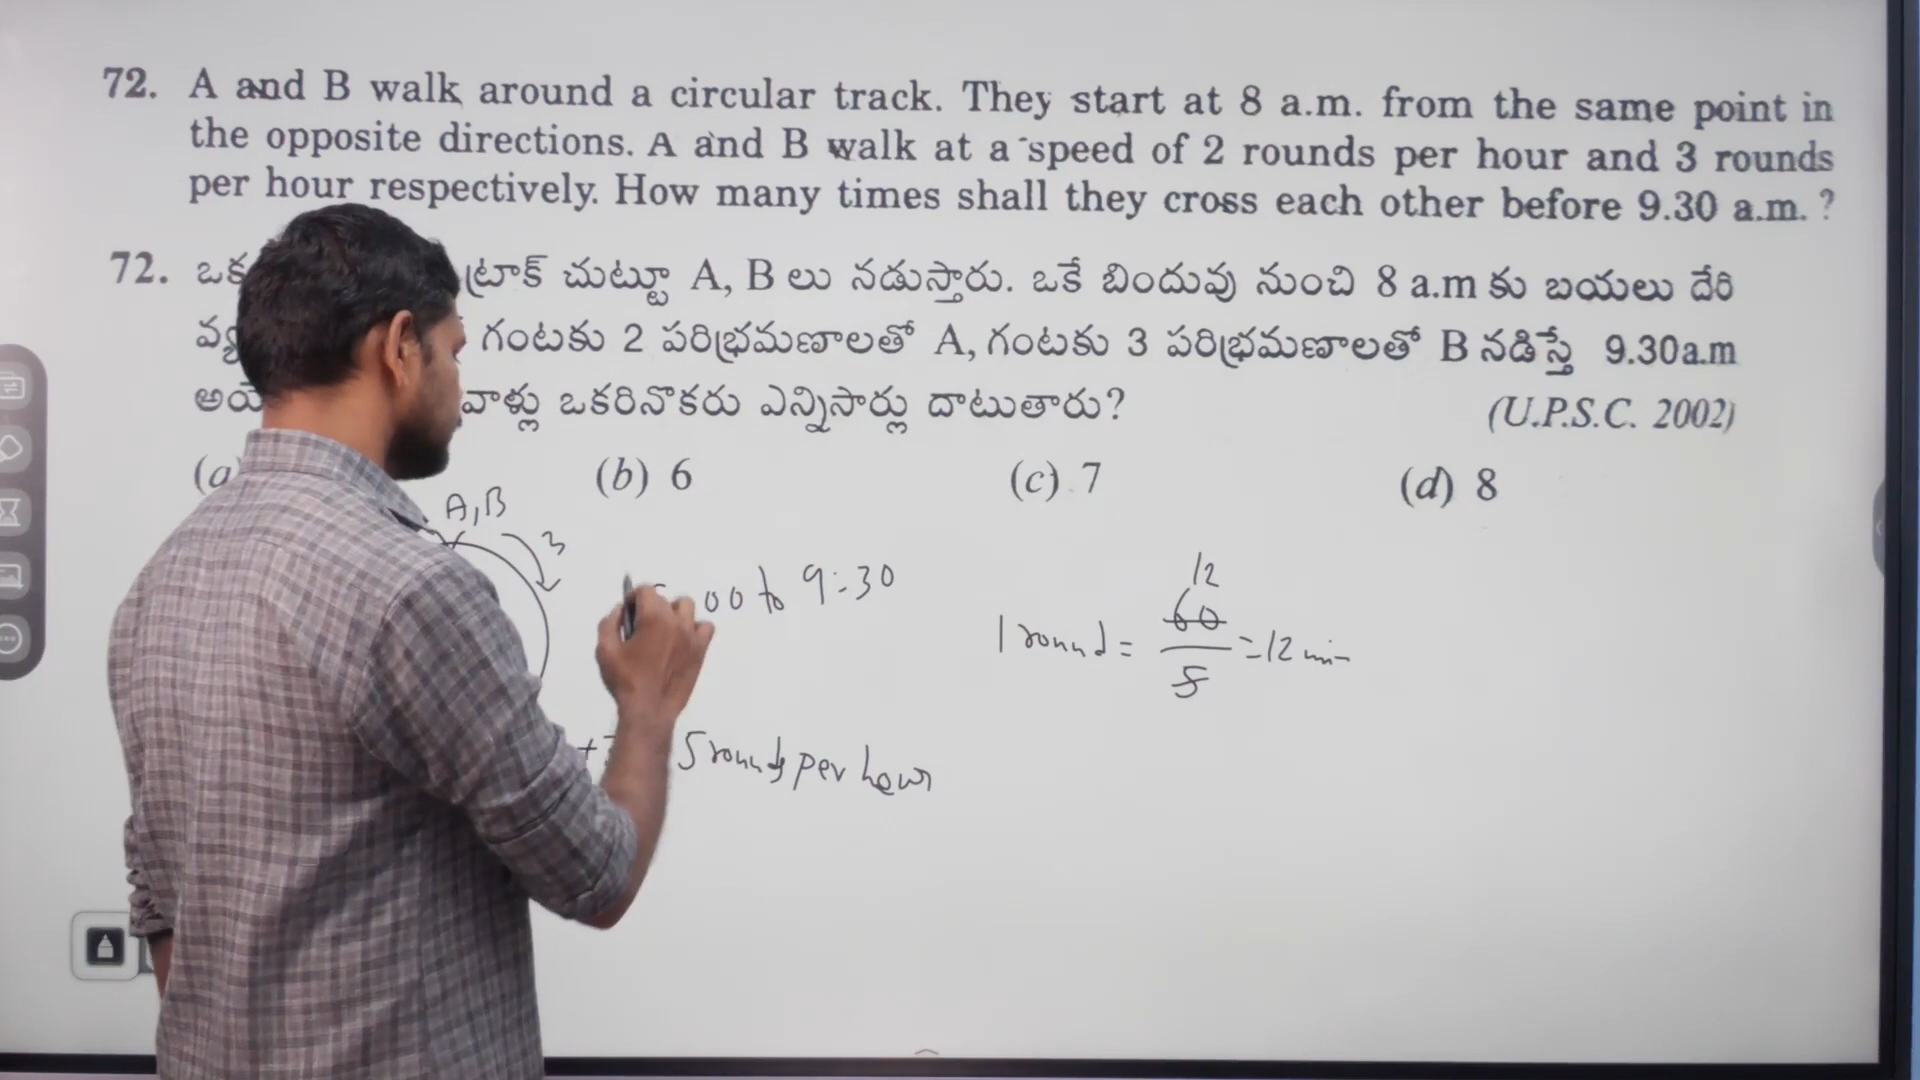 72. A and B walk around a circular track. They start at 8 a.m. from the same point in
the opposite directions. A and B walk at a speed of 2 rounds per hour and 3 rounds
per hour respectively. How many times shall they cross each other before 9.30 a.m. ?
72. ఒక ట్రాక్ చుట్టూ A, B లు నడుస్తారు. ఒకే బిందువు నుంచి 8 a.m కు బయలు దేరి
గంటకు 2 పరిభ్రమణాలతో A, గంటకు 3 పరిభ్రమణాలతో B నడిస్తే 9.30a.m
వాళ్లు ఒకరినొకరు ఎన్నిసార్లు దాటుతారు?
(U.P.S.C. 2002)
(a (b) 6 (c) 7 (d) 8
A, B
3
00 to 9:30
1 round = 60/5 = 12 min
12
+ 5 rounds per hour